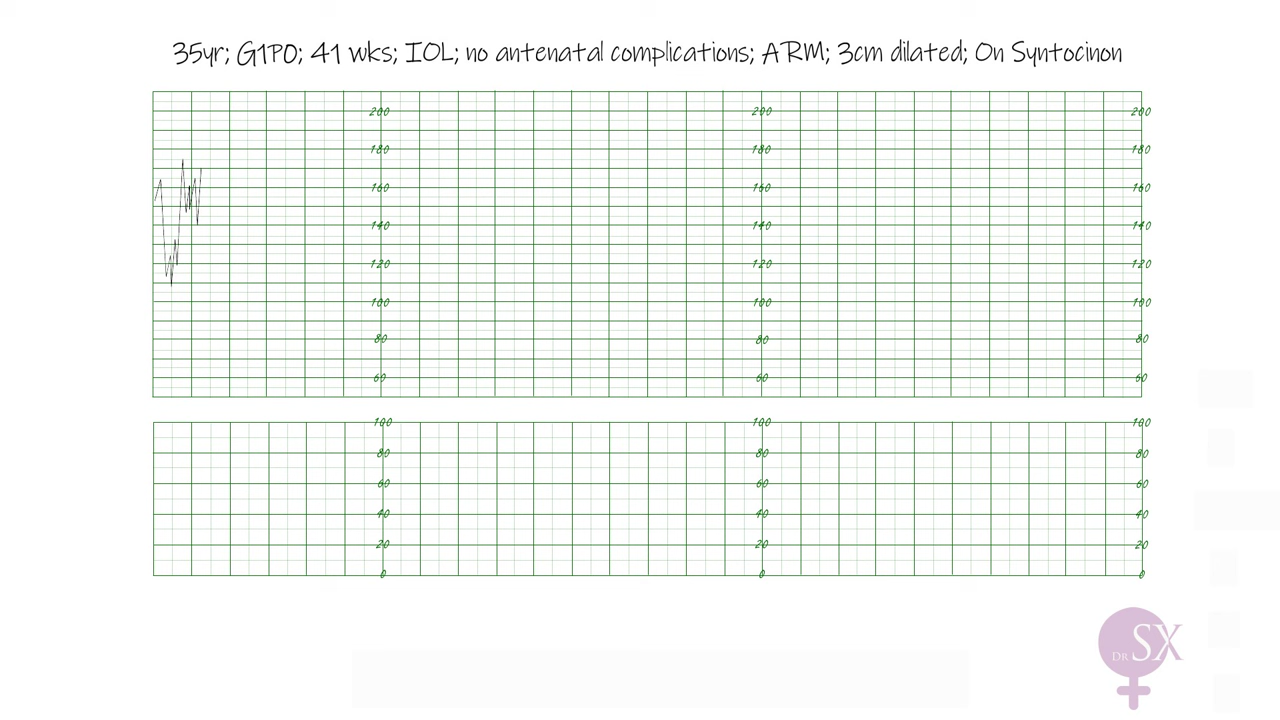 35yr; G1P0; 41 wks; IOL; no antenatal complications; ARM; 3cm dilated; On Syntocinon
200 200 200
180 180 180
160 160 160
140 140 140
120 120 120
100 100 100
80 80 80
60 60 60
100 100 100
80 80 80
60 60 60
40 40 40
20 20 20
0 0 0
DR SX